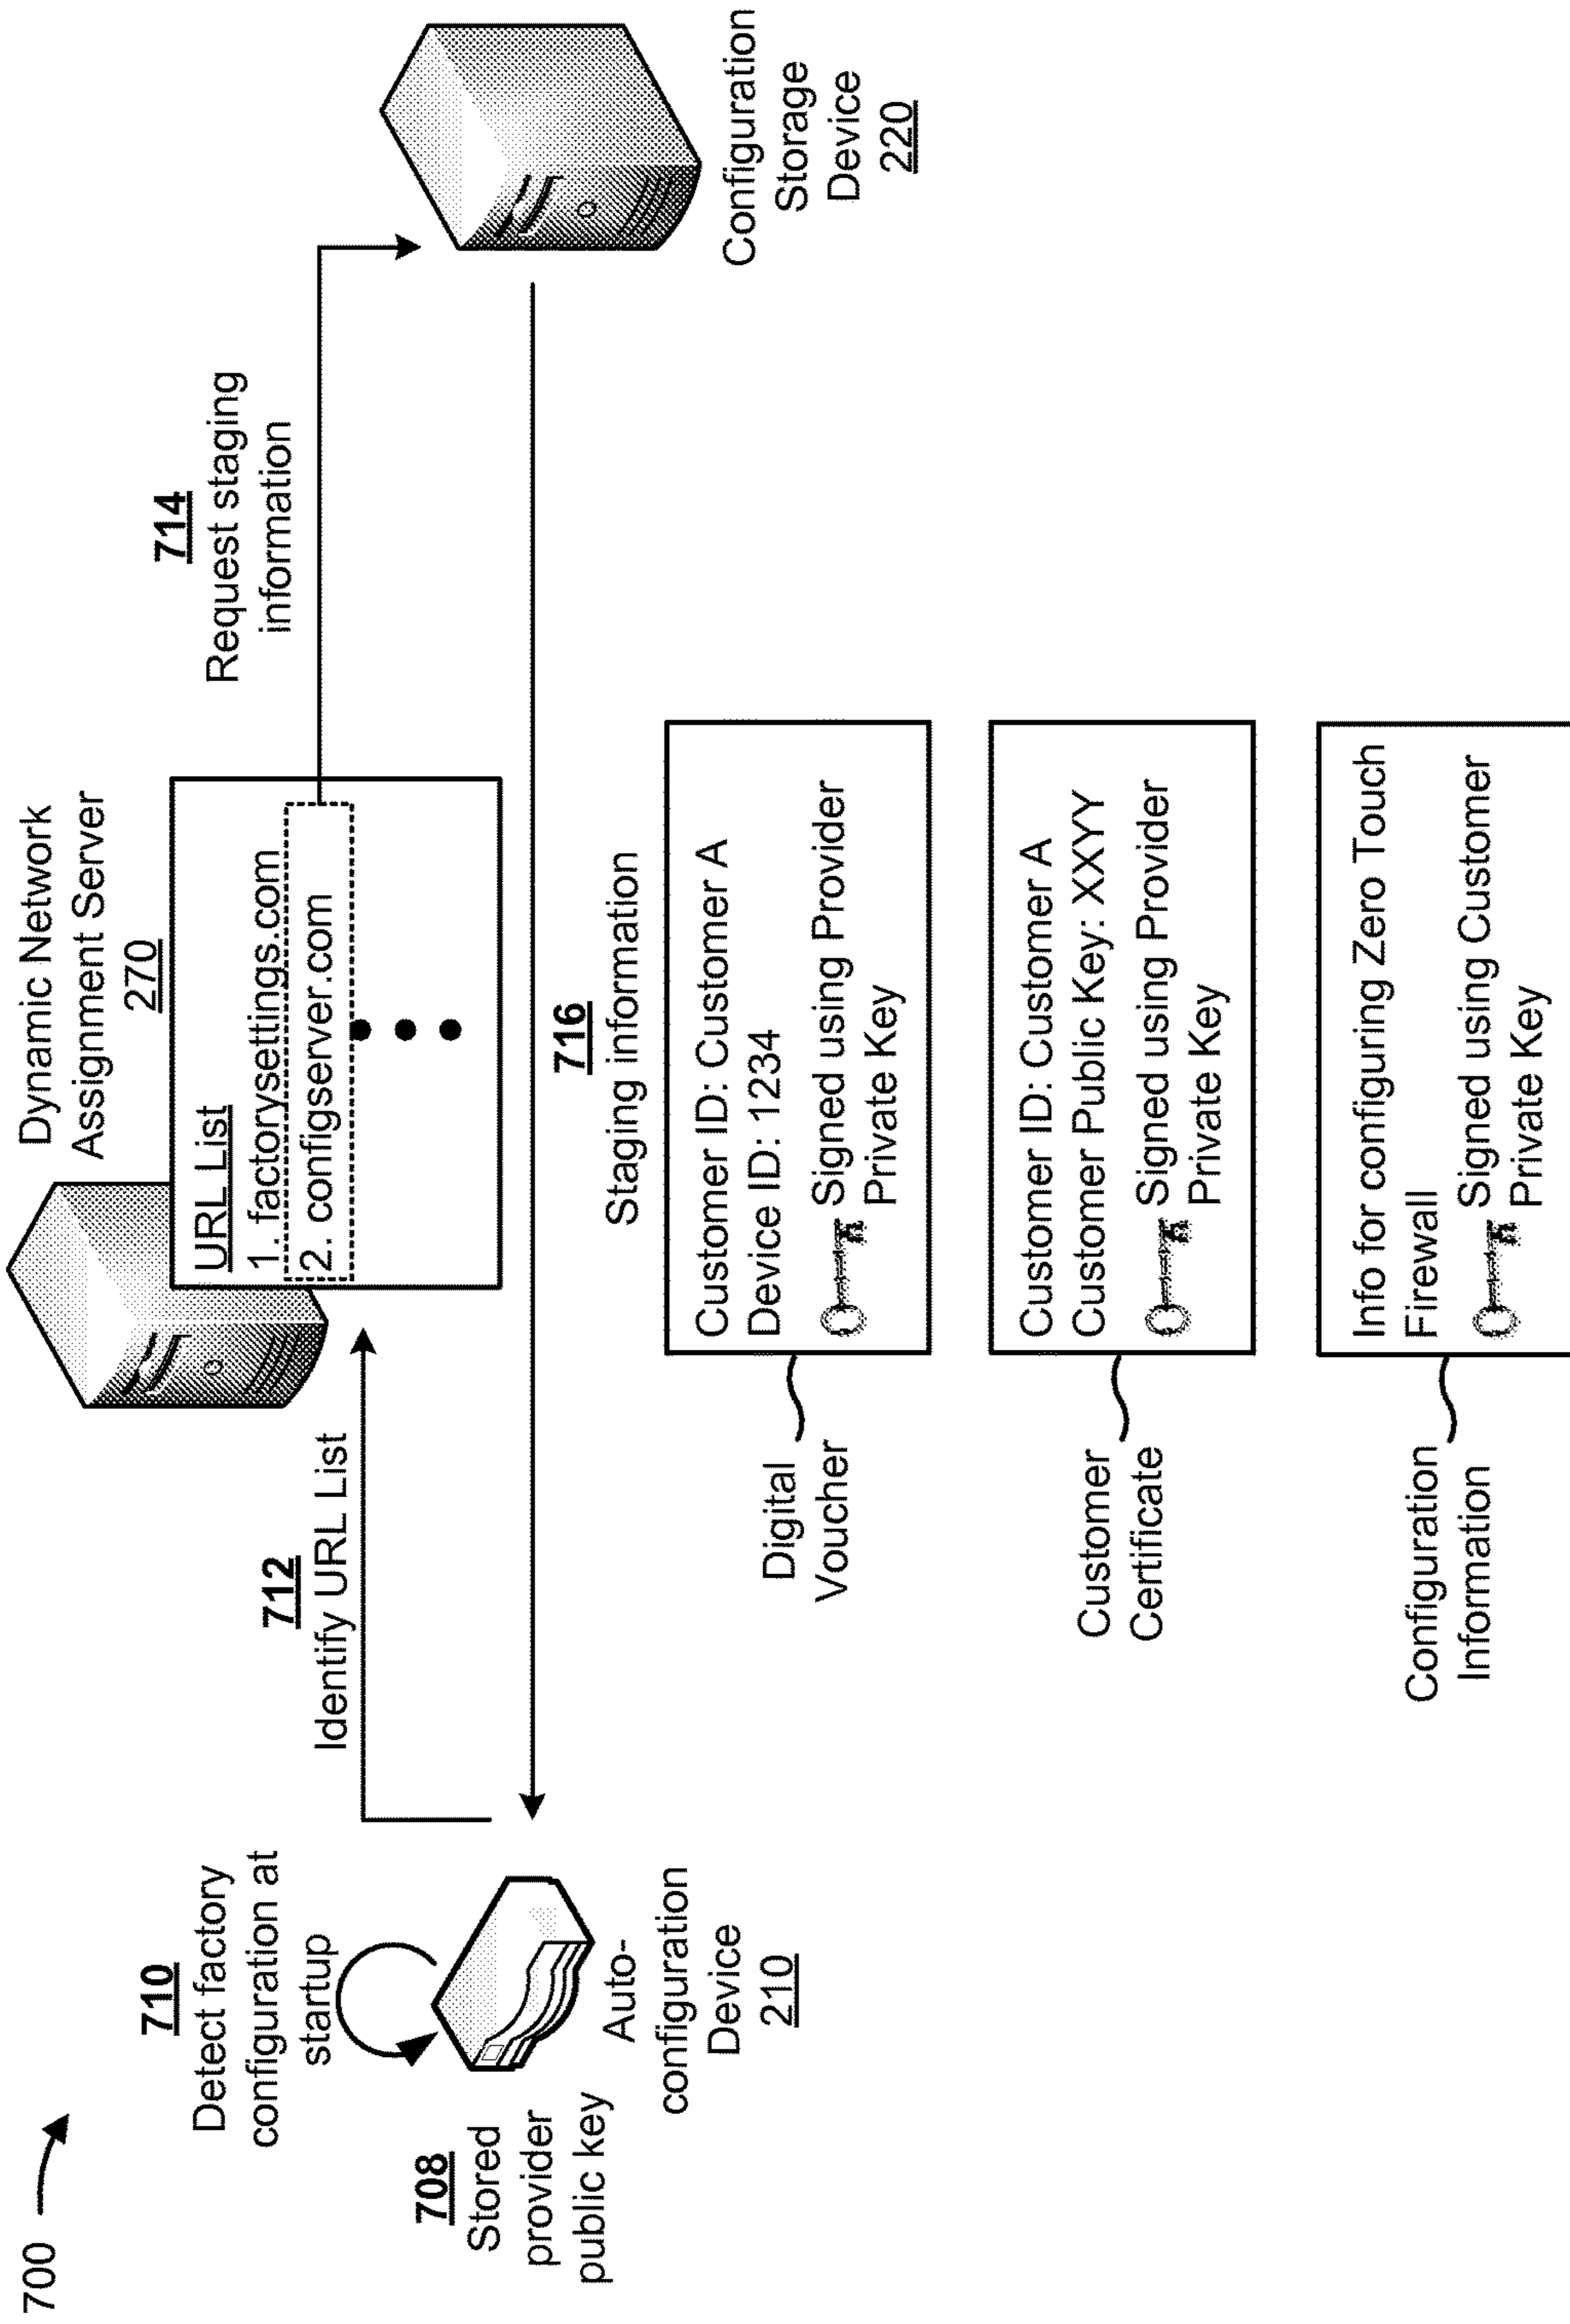 700
710
Detect factory
configuration at
startup
708
Stored
provider
public key
Auto-
configuration
Device
210
712
Identify URL List
Dynamic Network
Assignment Server
270
URL List
1. factorysettings.com
2. configserver.com
714
Request staging
information
Configuration
Storage
Device
220
716
Staging information
Digital
Voucher
Customer ID: Customer A
Device ID: 1234
Signed using Provider
Private Key
Customer
Certificate
Customer ID: Customer A
Customer Public Key: XXYY
Signed using Provider
Private Key
Configuration
Information
Info for configuring Zero Touch
Firewall
Signed using Customer
Private Key